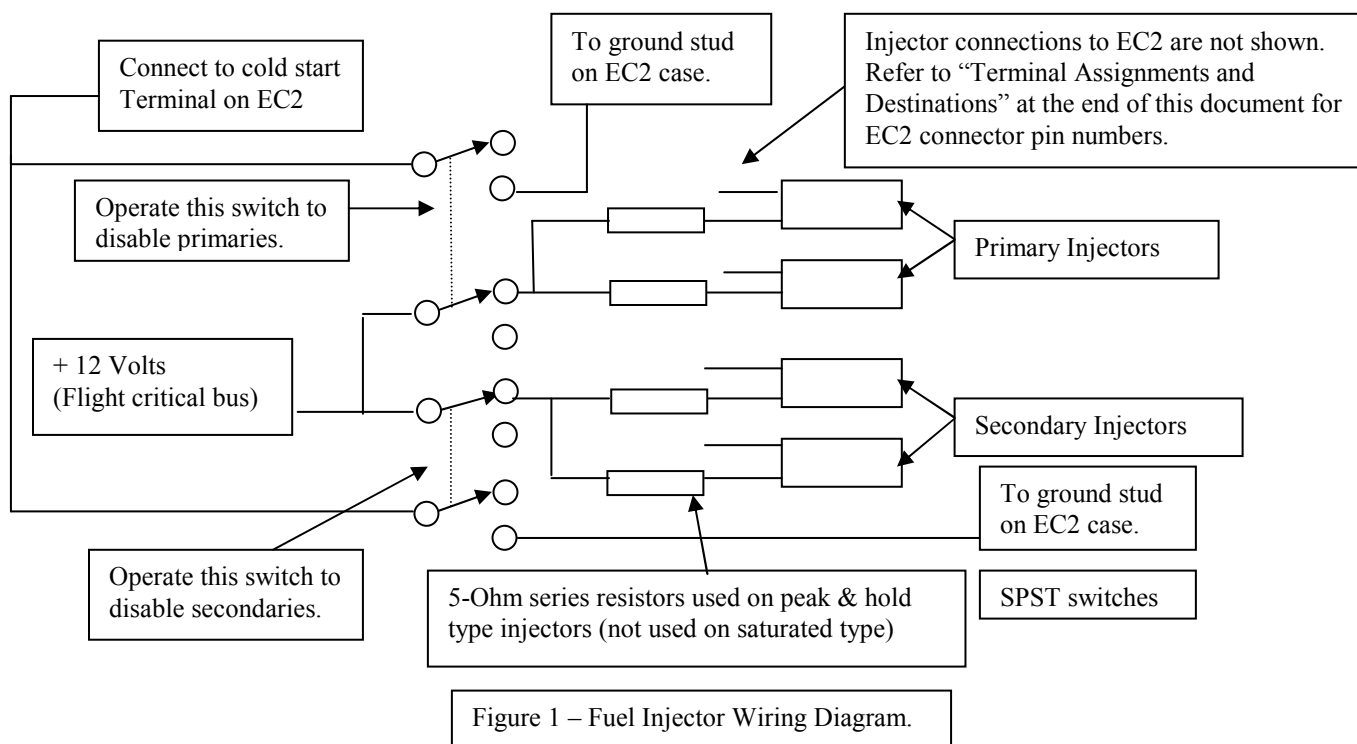 Connect to cold start
Terminal on EC2
To ground stud
on EC2 case.
Injector connections to EC2 are not shown.
Refer to “Terminal Assignments and
Destinations” at the end of this document for
EC2 connector pin numbers.
Operate this switch to
disable primaries.
Primary Injectors
+ 12 Volts
(Flight critical bus)
Secondary Injectors
To ground stud
on EC2 case.
Operate this switch to
disable secondaries.
5-Ohm series resistors used on peak & hold
type injectors (not used on saturated type)
SPST switches
Figure 1 – Fuel Injector Wiring Diagram.